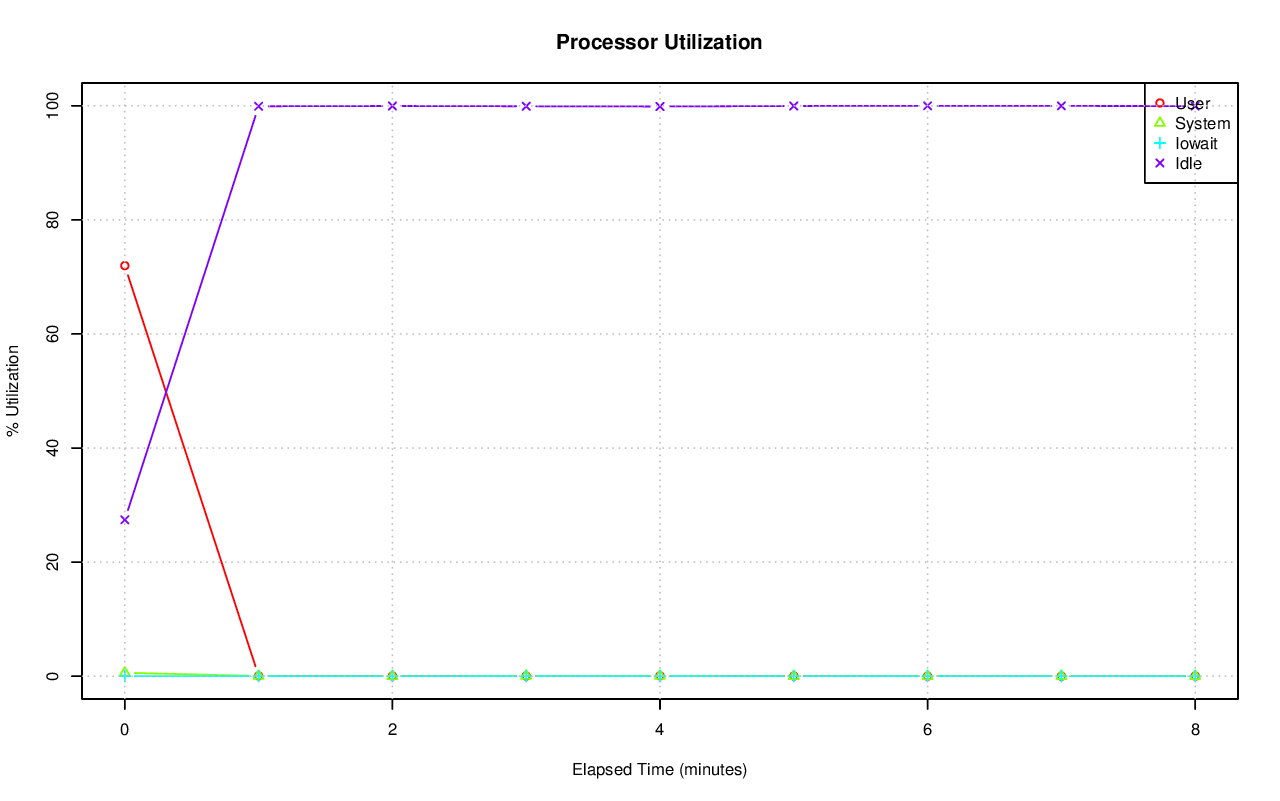 Processor Utilization
% Utilization
100
80
60
40
20
0
User
System
Iowait
Idle
0 2 4 6 8
Elapsed Time (minutes)